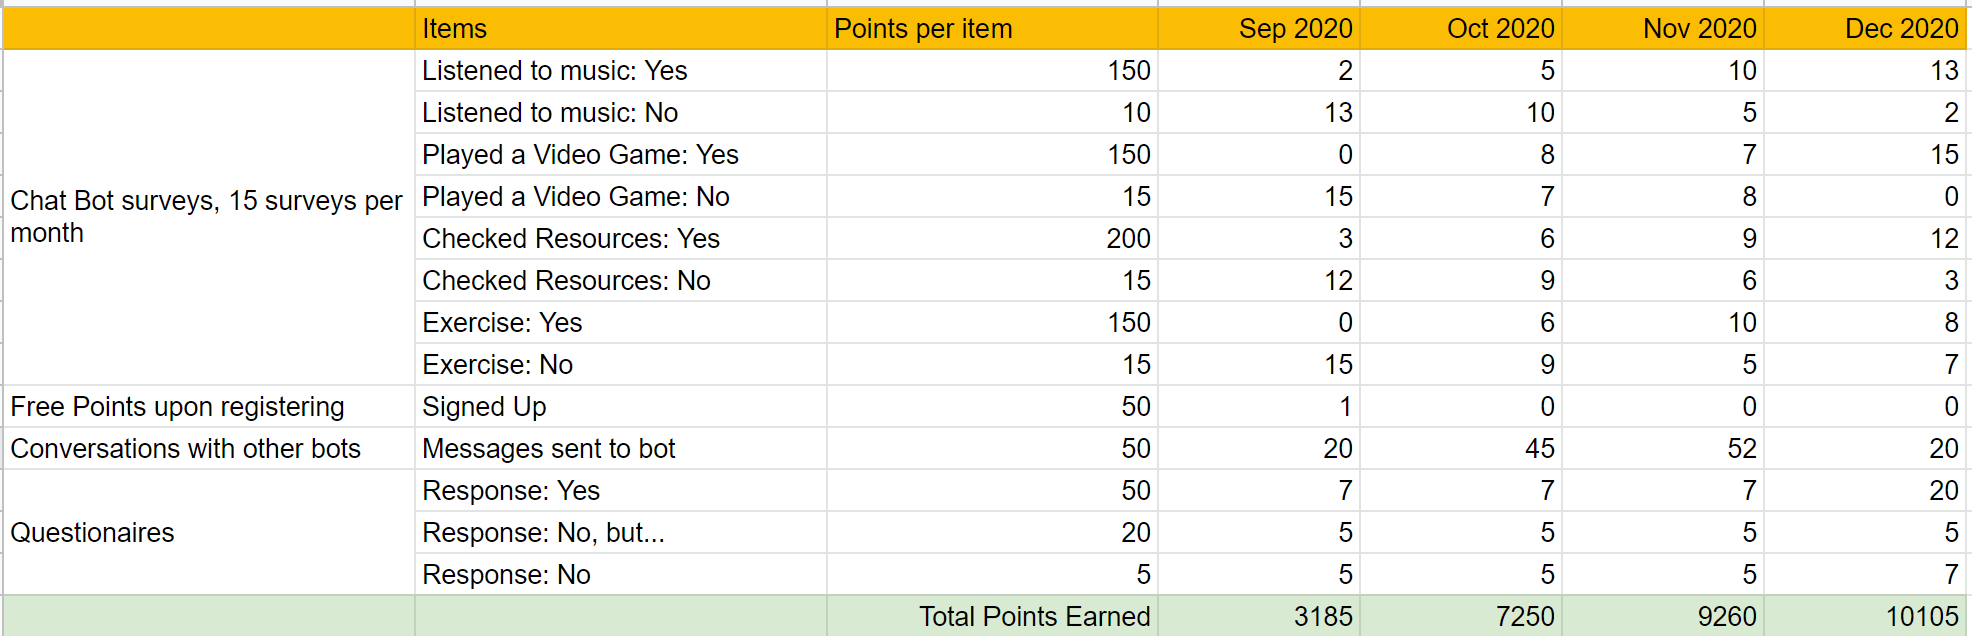 Items Points per item Sep 2020 Oct 2020 Nov 2020 Dec 2020
Chat Bot surveys, 15 surveys per
month
Listened to music: Yes 150 2 5 10 13
Listened to music: No 10 13 10 5 2
Played a Video Game: Yes 150 0 8 7 15
Played a Video Game: No 15 15 7 8 0
Checked Resources: Yes 200 3 6 9 12
Checked Resources: No 15 12 9 6 3
Exercise: Yes 150 0 6 10 8
Exercise: No 15 15 9 5 7
Free Points upon registering Signed Up 50 1 0 0 0
Conversations with other bots Messages sent to bot 50 20 45 52 20
Questionaires
Response: Yes 50 7 7 7 20
Response: No, but... 20 5 5 5 5
Response: No 5 5 5 5 7
Total Points Earned 3185 7250 9260 10105